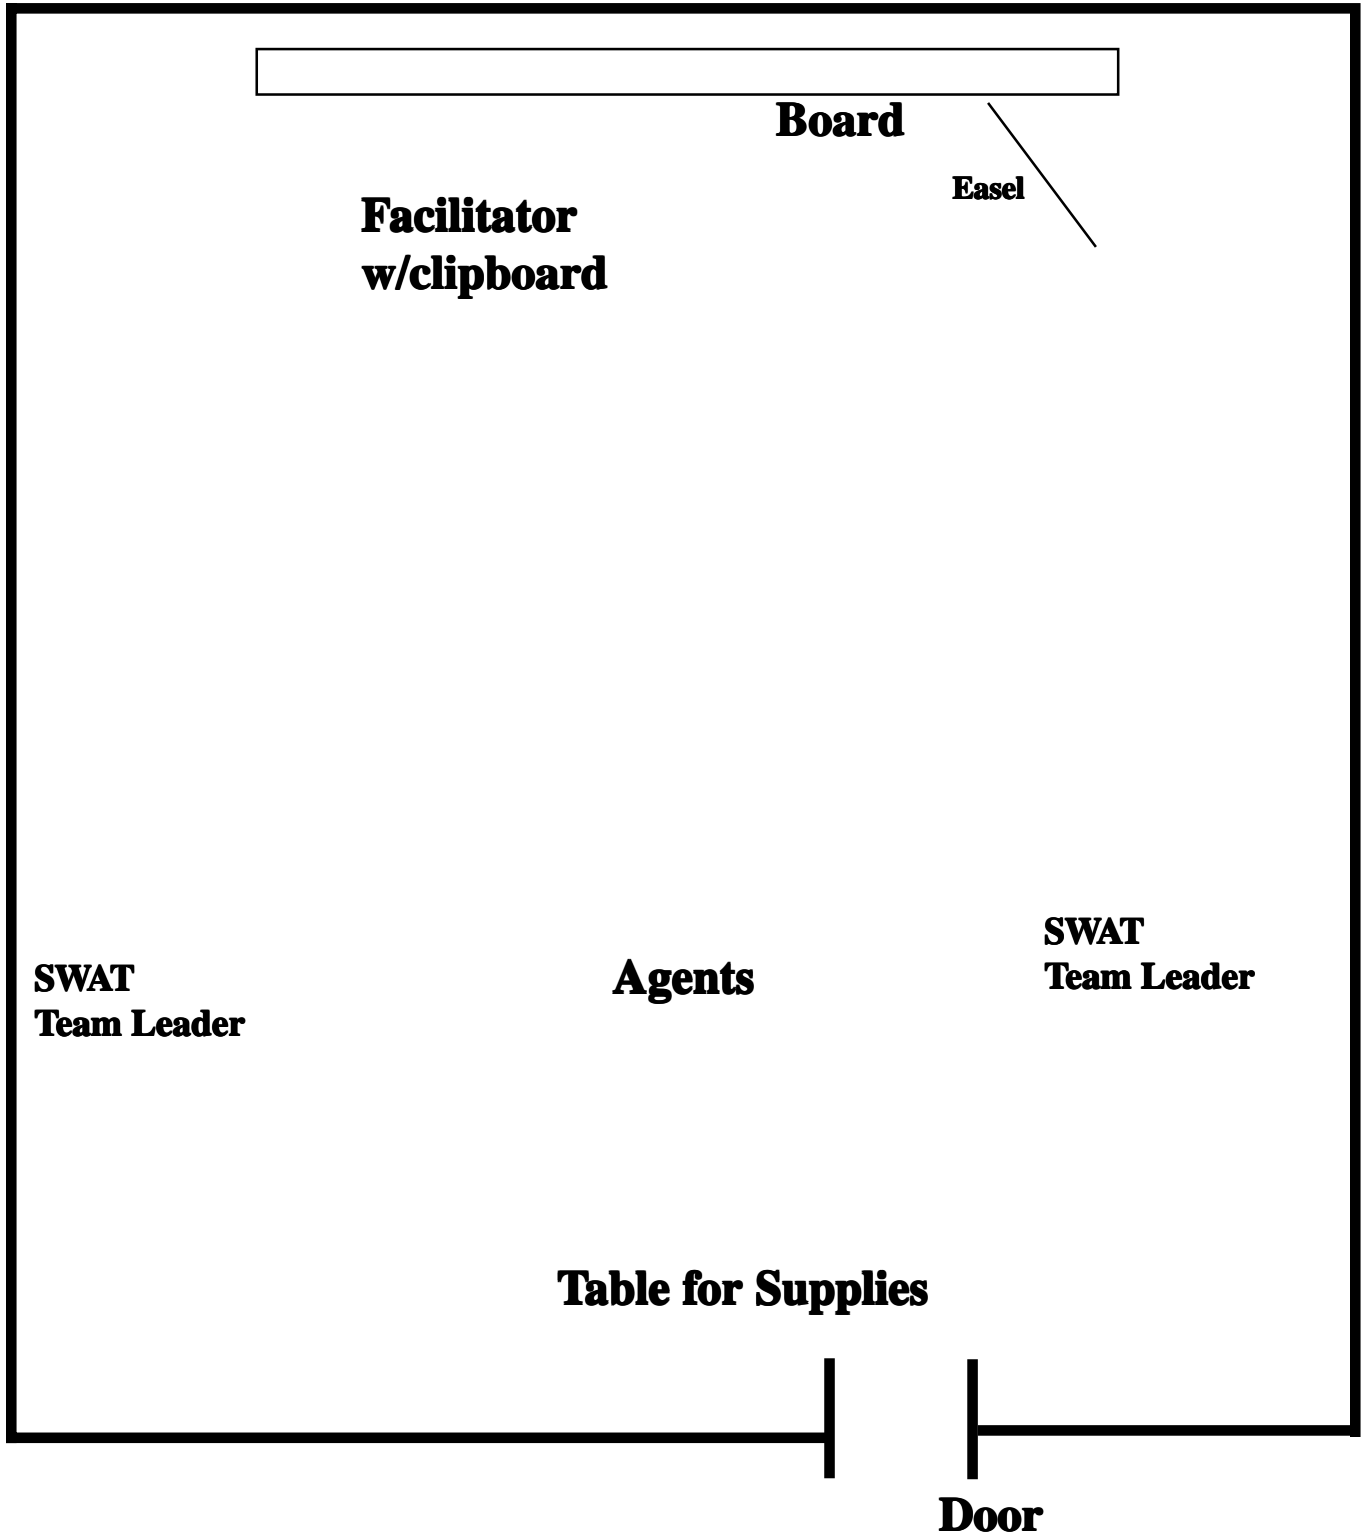 Board
Easel
Facilitator
w/clipboard
SWAT
Team Leader
Agents
SWAT
Team Leader
Table for Supplies
Door